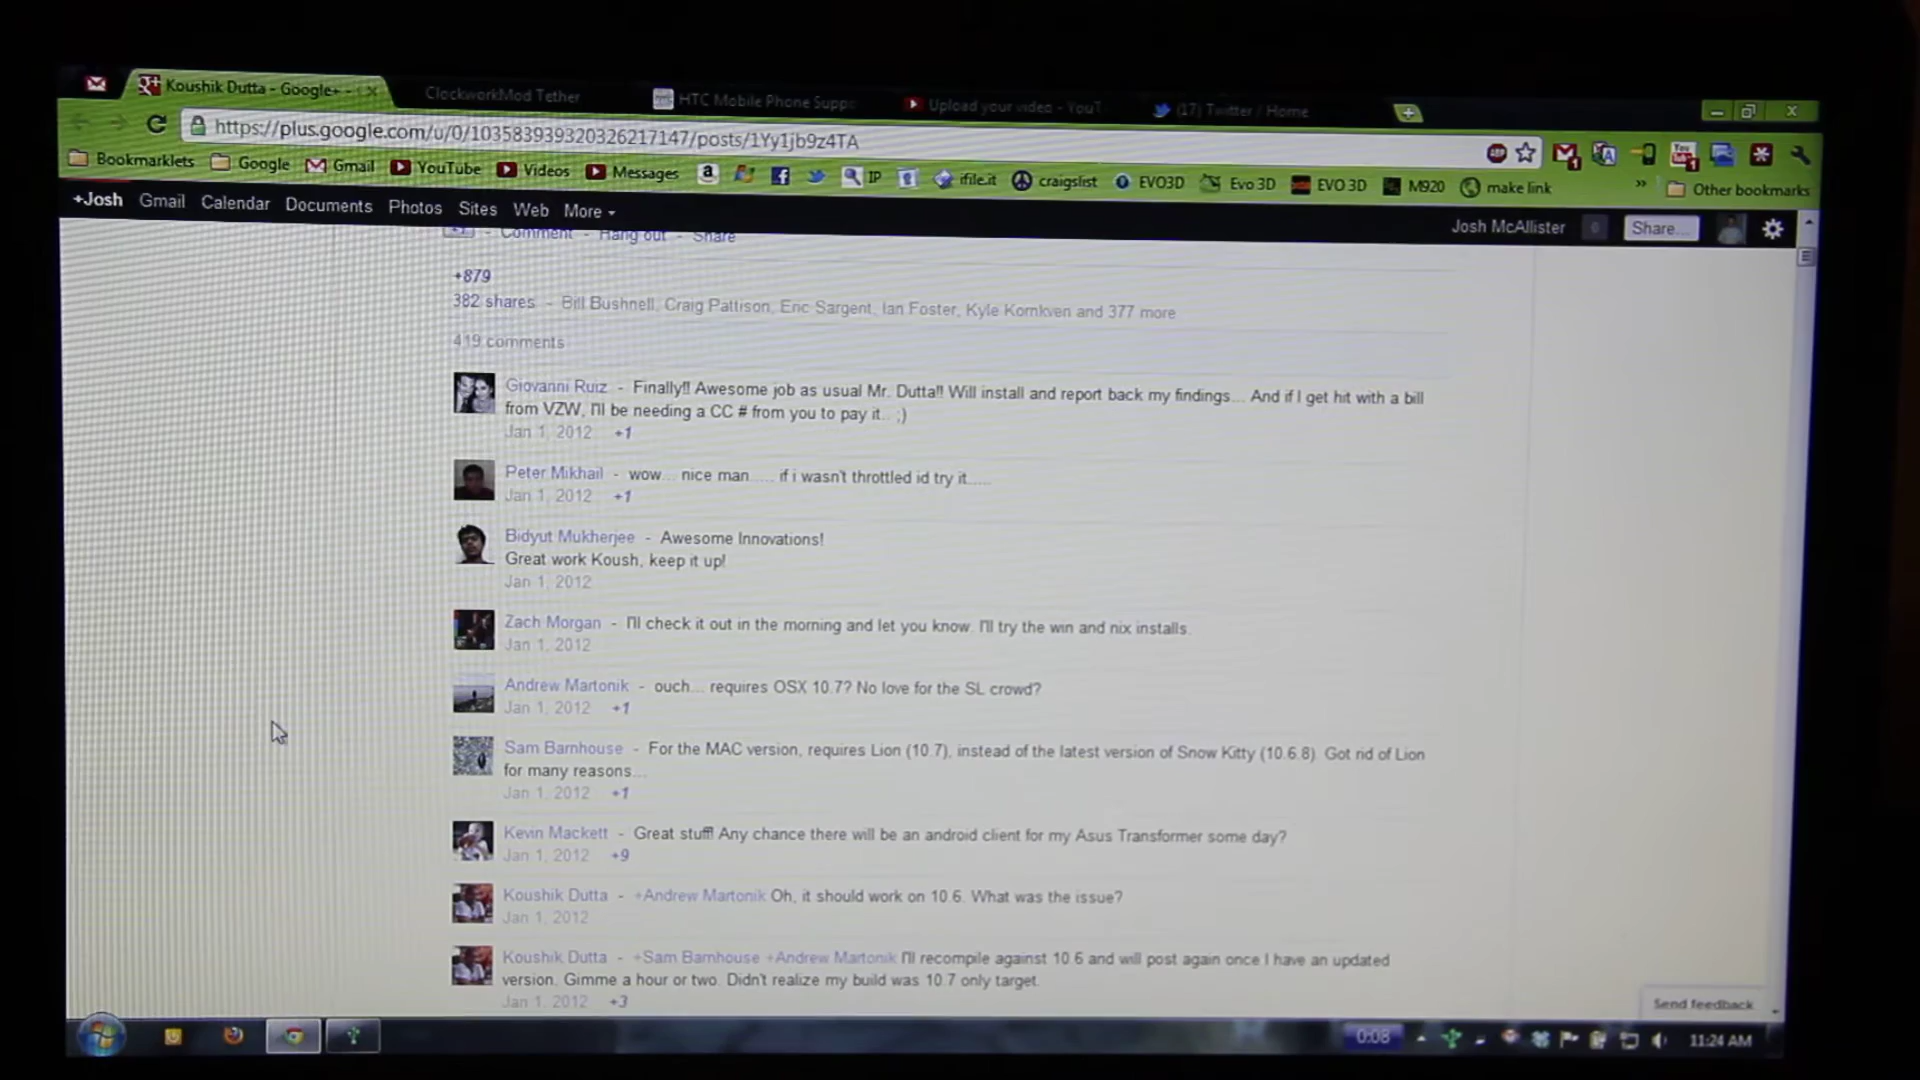 Koushik Dutta - Google+ -
ClockworkMod Tether
HTC Mobile Phone Suppo
Upload your video - YouT
(17) Twitter / Home
https://plus.google.com/u/0/103583939320326217147/posts/1Yy1jb9z4TA
Bookmarklets
Google
Gmail
YouTube
Videos
Messages
IP
ifile.it
craigslist
EVO3D
Evo 3D
EVO 3D
M920
make link
Other bookmarks
+Josh Gmail Calendar Documents Photos Sites Web More
Josh McAllister
0
Share...
+1 - Comment - Hang out - Share
+879
382 shares - Bill Bushnell, Craig Pattison, Eric Sargent, Ian Foster, Kyle Kornkven and 377 more
419 comments
Giovanni Ruiz - Finally!! Awesome job as usual Mr. Dutta!! Will install and report back my findings... And if I get hit with a bill
from VZW, I'll be needing a CC # from you to pay it.. ;)
Jan 1, 2012 +1
Peter Mikhail - wow... nice man..... if i wasn't throttled id try it.....
Jan 1, 2012 +1
Bidyut Mukherjee - Awesome Innovations!
Great work Koush, keep it up!
Jan 1, 2012
Zach Morgan - I'll check it out in the morning and let you know. I'll try the win and nix installs.
Jan 1, 2012
Andrew Martonik - ouch... requires OSX 10.7? No love for the SL crowd?
Jan 1, 2012 +1
Sam Barnhouse - For the MAC version, requires Lion (10.7), instead of the latest version of Snow Kitty (10.6.8). Got rid of Lion
for many reasons...
Jan 1, 2012 +1
Kevin Mackett - Great stuff! Any chance there will be an android client for my Asus Transformer some day?
Jan 1, 2012 +9
Koushik Dutta - +Andrew Martonik Oh, it should work on 10.6. What was the issue?
Jan 1, 2012
Koushik Dutta - +Sam Barnhouse +Andrew Martonik I'll recompile against 10.6 and will post again once I have an updated
version. Gimme a hour or two. Didn't realize my build was 10.7 only target.
Jan 1, 2012 +3
Send feedback
0:08
11:24 AM